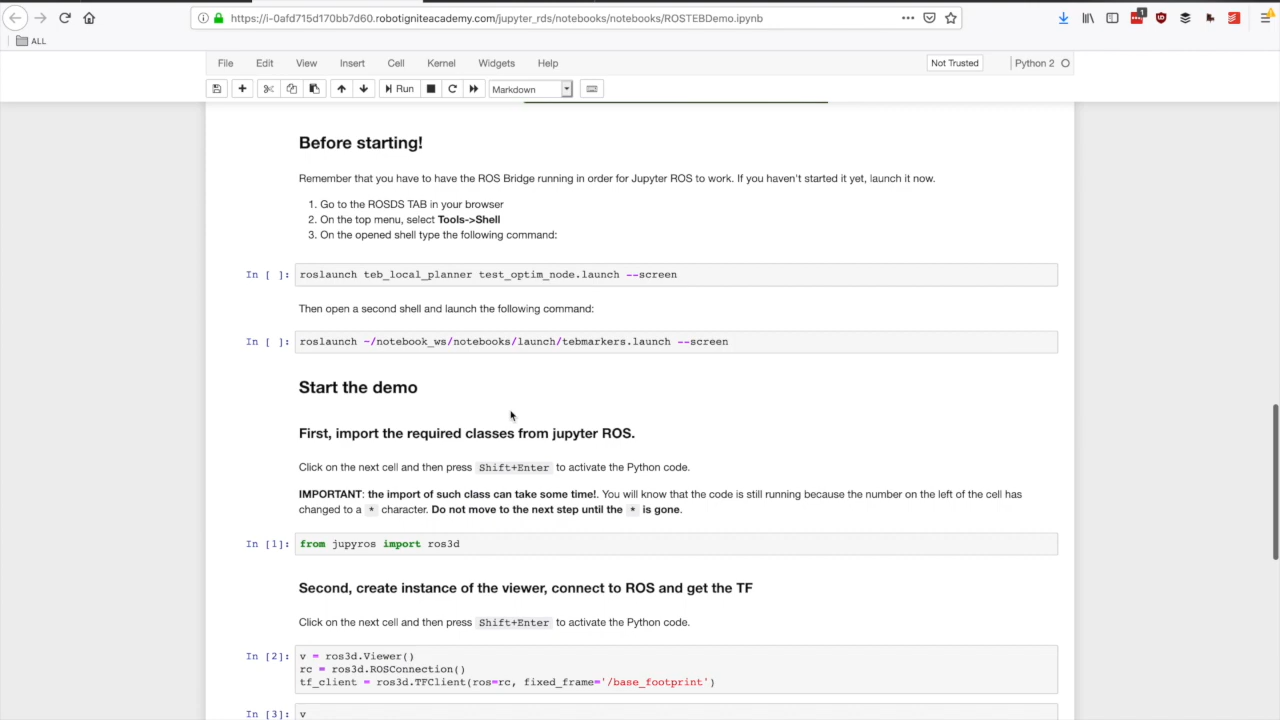 https://i-0afd715d170bb7d60.robotigniteacademy.com/jupyter_rds/notebooks/notebooks/ROSTEBDemo.ipynb
1
ALL
File Edit View Insert Cell Kernel Widgets Help Not Trusted Python 2
Run Markdown
Before starting!
Remember that you have to have the ROS Bridge running in order for Jupyter ROS to work. If you haven't started it yet, launch it now.
1. Go to the ROSDS TAB in your browser
2. On the top menu, select Tools->Shell
3. On the opened shell type the following command:
In [ ]: roslaunch teb_local_planner test_optim_node.launch --screen
Then open a second shell and launch the following command:
In [ ]: roslaunch ~/notebook_ws/notebooks/launch/tebmarkers.launch --screen
Start the demo
First, import the required classes from jupyter ROS.
Click on the next cell and then press Shift+Enter to activate the Python code.
IMPORTANT: the import of such class can take some time!. You will know that the code is still running because the number on the left of the cell has
changed to a * character. Do not move to the next step until the * is gone.
In [1]: from jupyros import ros3d
Second, create instance of the viewer, connect to ROS and get the TF
Click on the next cell and then press Shift+Enter to activate the Python code.
In [2]: v = ros3d.Viewer()
rc = ros3d.ROSConnection()
tf_client = ros3d.TFClient(ros=rc, fixed_frame='/base_footprint')
In [3]: v